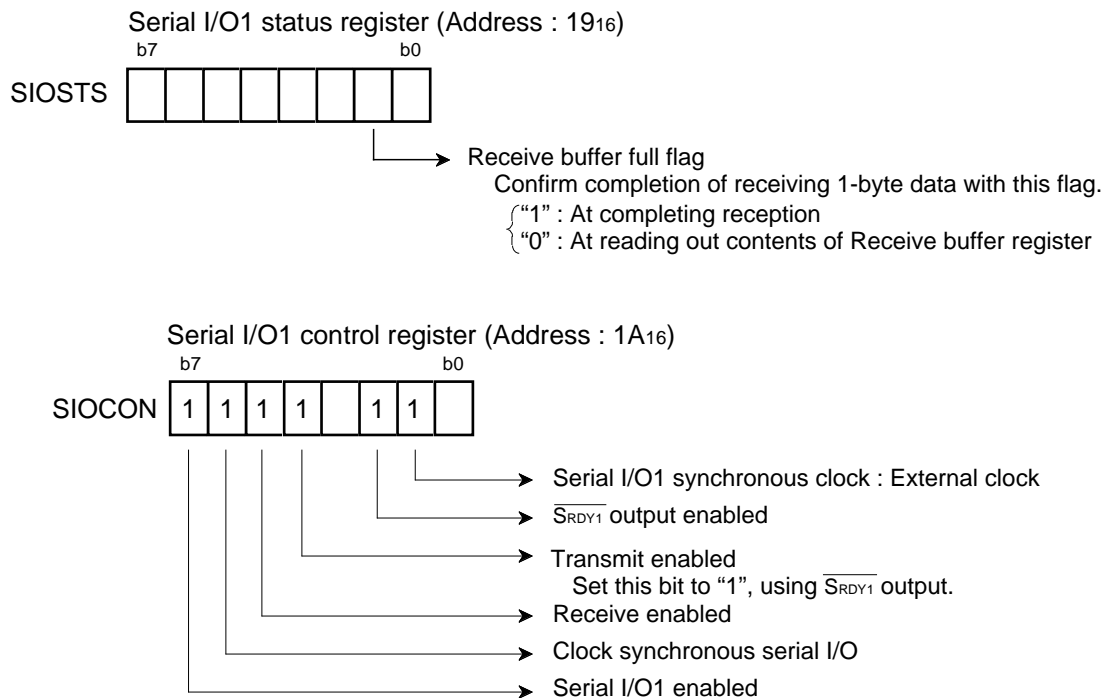 Serial I/O1 status register (Address : 1916)
b7 b0
SIOSTS
Receive buffer full flag
Confirm completion of receiving 1-byte data with this flag.
“1” : At completing reception
“0” : At reading out contents of Receive buffer register
Serial I/O1 control register (Address : 1A16)
b7 b0
SIOCON 1 1 1 1 1 1
Serial I/O1 synchronous clock : External clock
SRDY1 output enabled
Transmit enabled
Set this bit to “1”, using SRDY1 output.
Receive enabled
Clock synchronous serial I/O
Serial I/O1 enabled